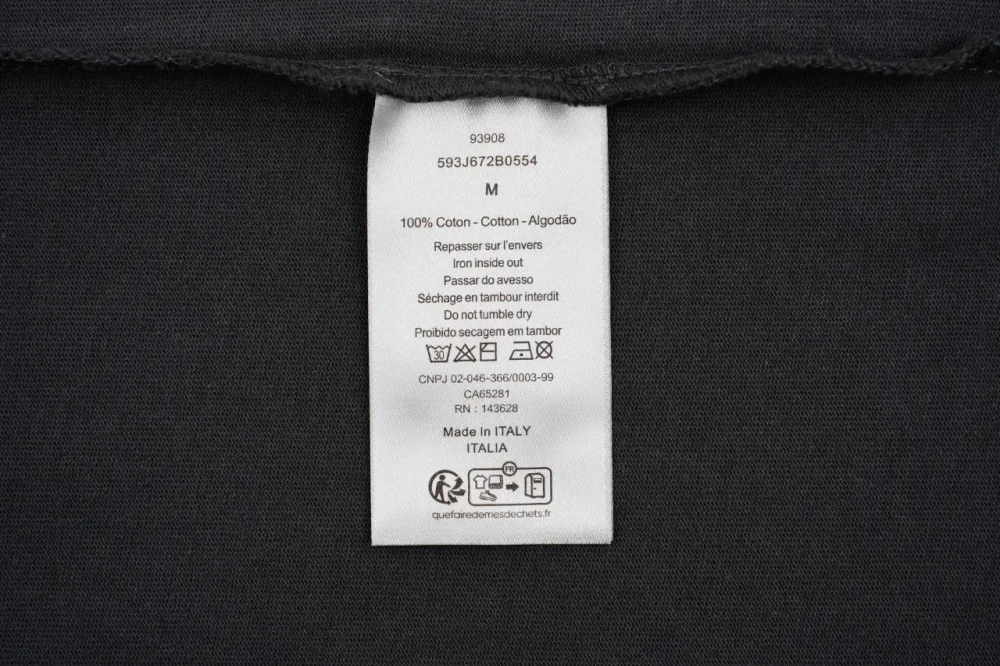 93908
593J672B0554
M
100% Coton - Cotton - Algodão
Repasser sur l'envers
Iron inside out
Passar do avesso
Séchage en tambour interdit
Do not tumble dry
Proibido secagem em tambor
30
CNPJ 02-046-366/0003-99
CA65281
RN : 143628
Made In ITALY
ITALIA
FR
quefairedemesdechets.fr